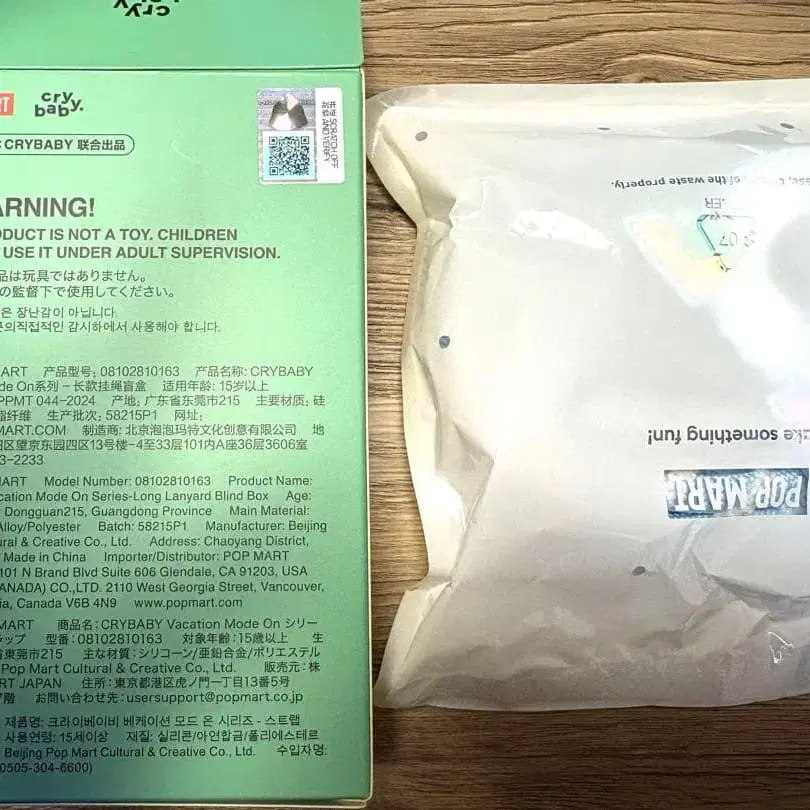 cry
baby.
CRYBABY 联合出品
SCRATCH OFF
AND VERIFY
ARNING!
ODUCT IS NOT A TOY. CHILDREN
USE IT UNDER ADULT SUPERVISION.
品は玩具ではありません。
の監督下で使用してください。
은 장난감이 아닙니다.
의직접적인 감시하에서 사용해야 합니다.
MART 产品型号: 08102810163 产品名称: CRYBABY
de On系列 - 长款挂绳盲盒 适用年龄: 15岁以上
PPMT 044-2024 产地: 广东省东莞市215 主要材质: 硅
酯纤维 生产批次: 58215P1 网址:
MART.COM 制造商: 北京泡泡玛特文化创意有限公司 地
区望京东园四区13号楼-4至33层101内A座36层3606室
3-2233
MART Model Number: 08102810163 Product Name:
cation Mode On Series-Long Lanyard Blind Box Age:
Dongguan215, Guangdong Province Main Material:
Alloy/Polyester Batch: 58215P1 Manufacturer: Beijing
ural & Creative Co., Ltd. Address: Chaoyang District,
Made in China Importer/Distributor: POP MART
101 N Brand Blvd Suite 606 Glendale, CA 91203, USA
CANADA) CO.,LTD. 2110 West Georgia Street, Vancouver,
ia, Canada V6B 4N9 www.popmart.com
MART 商品名: CRYBABY Vacation Mode On シリー
ラップ 型番: 08102810163 対象年齢: 15歳以上 生
省東莞市215 主な材質: シリコーン/亜鉛合金/ポリエステル
Pop Mart Cultural & Creative Co., Ltd. 販売元: 株
RT JAPAN 住所: 東京都港区虎ノ門一丁目13番5号
7階 お問い合わせ先: usersupport@popmart.co.jp
제품명: 크라이베이비 베케이션 모드 온 시리즈 - 스트랩
사용연령: 15세이상 재질: 실리콘/아연합금/폴리에스테르
Beijing Pop Mart Cultural & Creative Co., Ltd. 수입자명:
0505-304-6600)
of the waste properly.
07
ake something fun!
POP MART